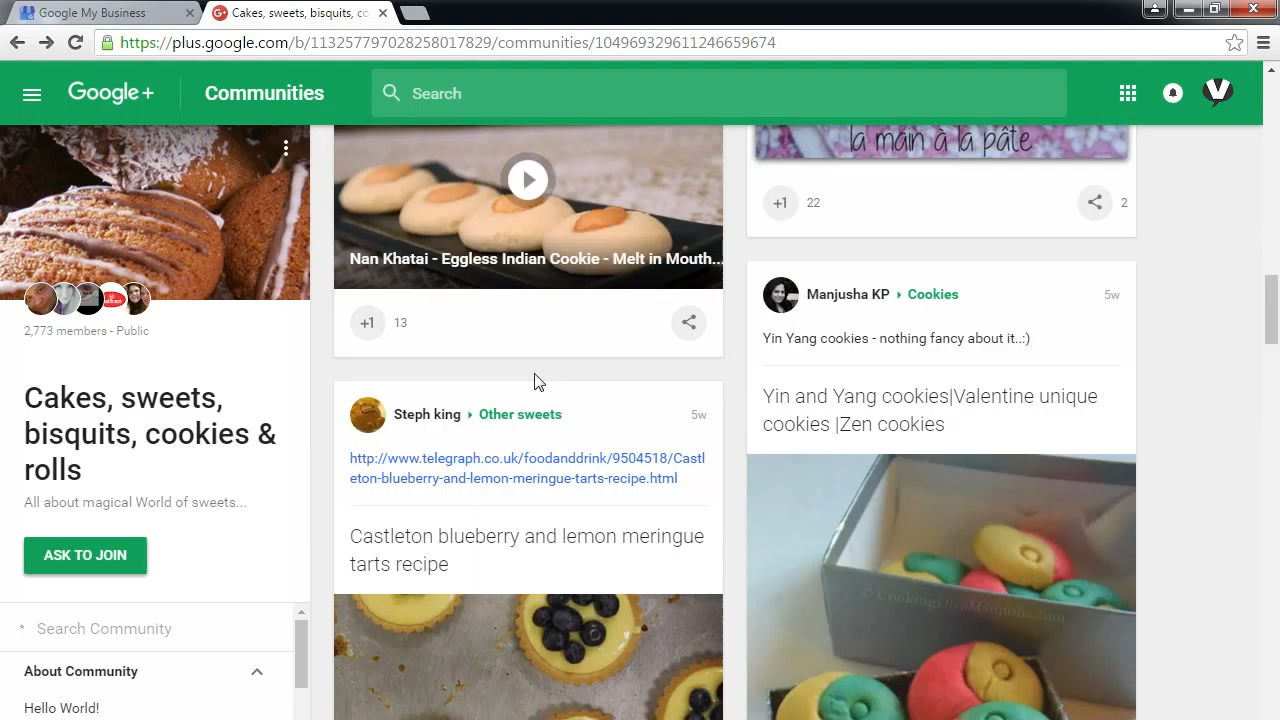 Google My Business
Cakes, sweets, bisquits, co
https://plus.google.com/b/113257797028258017829/communities/104969329611246659674
Google+
Communities
Search
2,773 members - Public
Cakes, sweets,
bisquits, cookies &
rolls
All about magical World of sweets...
ASK TO JOIN
Search Community
About Community
Hello World!
Nan Khatai - Eggless Indian Cookie - Melt in Mouth...
+1
13
Steph king
Other sweets
5w
http://www.telegraph.co.uk/foodanddrink/9504518/Castl
eton-blueberry-and-lemon-meringue-tarts-recipe.html
Castleton blueberry and lemon meringue
tarts recipe
la main à la pâte
+1
22
2
Manjusha KP
Cookies
5w
Yin Yang cookies - nothing fancy about it..:)
Yin and Yang cookies|Valentine unique
cookies |Zen cookies
© CookingDivaManjusha.com